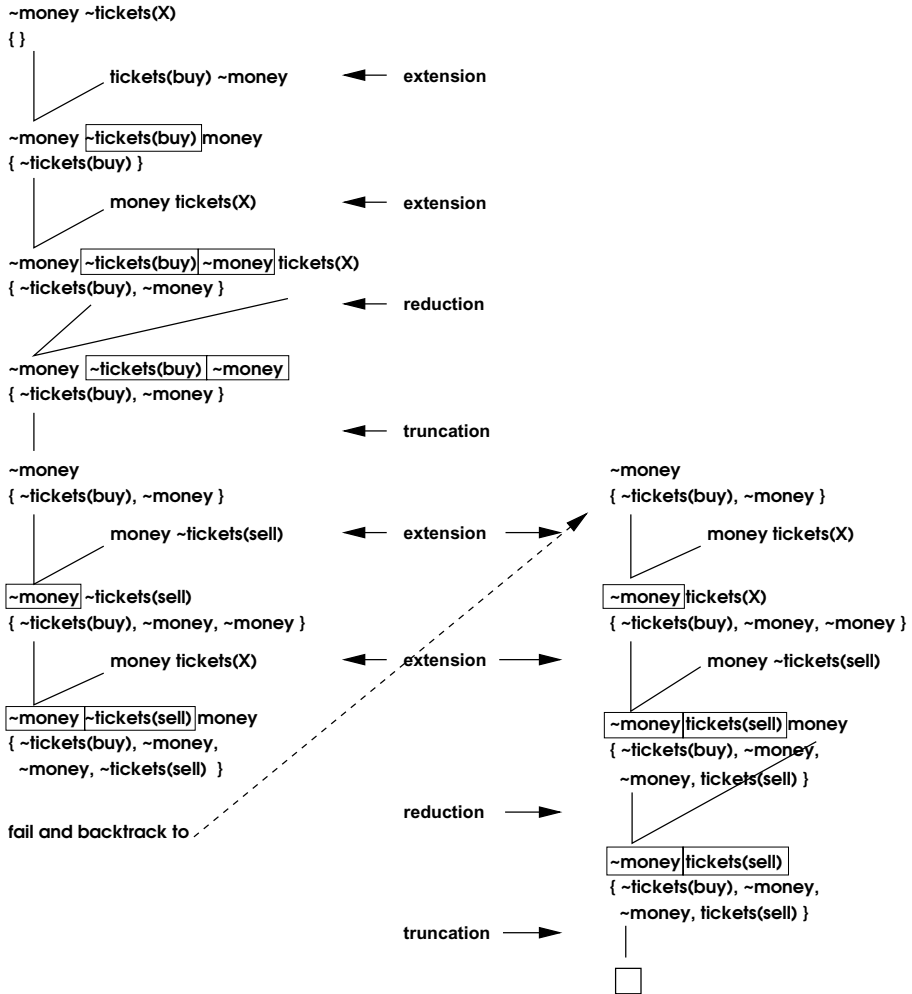 ~money ~tickets(X)
{ }
tickets(buy) ~money
extension
~money ~tickets(buy) money
{ ~tickets(buy) }
money tickets(X)
extension
~money ~tickets(buy) ~money tickets(X)
{ ~tickets(buy), ~money }
reduction
~money ~tickets(buy) ~money
{ ~tickets(buy), ~money }
truncation
~money
{ ~tickets(buy), ~money }
money ~tickets(sell)
extension
~money ~tickets(sell)
{ ~tickets(buy), ~money, ~money }
money tickets(X)
extension
~money ~tickets(sell) money
{ ~tickets(buy), ~money,
~money, ~tickets(sell) }
fail and backtrack to
~money
{ ~tickets(buy), ~money }
money tickets(X)
~money tickets(X)
{ ~tickets(buy), ~money, ~money }
money ~tickets(sell)
~money tickets(sell) money
{ ~tickets(buy), ~money,
~money, tickets(sell) }
reduction
~money tickets(sell)
{ ~tickets(buy), ~money,
~money, tickets(sell) }
truncation